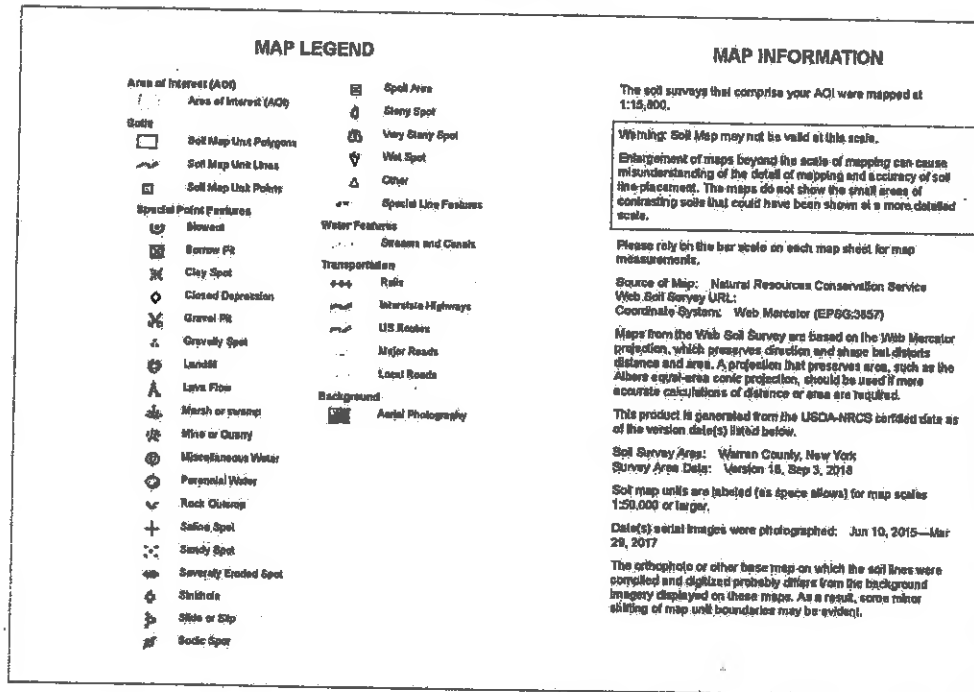 MAP LEGEND
Area of Interest (AOI)
Area of Interest (AOI)
Soils
Soil Map Unit Polygons
Soil Map Unit Lines
Soil Map Unit Points
Special Point Features
Blowout
Borrow Pit
Clay Spot
Closed Depression
Gravel Pit
Gravelly Spot
Landfill
Lava Flow
Marsh or swamp
Mine or Quarry
Miscellaneous Water
Perennial Water
Rock Outcrop
Saline Spot
Sandy Spot
Severely Eroded Spot
Sinkhole
Slide or Slip
Sodic Spot
Spoil Area
Stony Spot
Very Stony Spot
Wet Spot
Other
Special Line Features
Water Features
Streams and Canals
Transportation
Rails
Interstate Highways
US Routes
Major Roads
Local Roads
Background
Aerial Photography
MAP INFORMATION
The soil surveys that comprise your AOI were mapped at
1:15,800.
Warning: Soil Map may not be valid at this scale.
Enlargement of maps beyond the scale of mapping can cause
misunderstanding of the detail of mapping and accuracy of soil
line placement. The maps do not show the small areas of
contrasting soils that could have been shown at a more detailed
scale.
Please rely on the bar scale on each map sheet for map
measurements.
Source of Map: Natural Resources Conservation Service
Web Soil Survey URL:
Coordinate System: Web Mercator (EPSG:3857)
Maps from the Web Soil Survey are based on the Web Mercator
projection, which preserves direction and shape but distorts
distance and area. A projection that preserves area, such as the
Albers equal-area conic projection, should be used if more
accurate calculations of distance or area are required.
This product is generated from the USDA-NRCS certified data as
of the version date(s) listed below.
Soil Survey Area: Warren County, New York
Survey Area Data: Version 16, Sep 3, 2018
Soil map units are labeled (as space allows) for map scales
1:50,000 or larger.
Date(s) aerial images were photographed: Jun 10, 2015—Mar
29, 2017
The orthophoto or other base map on which the soil lines were
compiled and digitized probably differs from the background
imagery displayed on these maps. As a result, some minor
shifting of map unit boundaries may be evident.